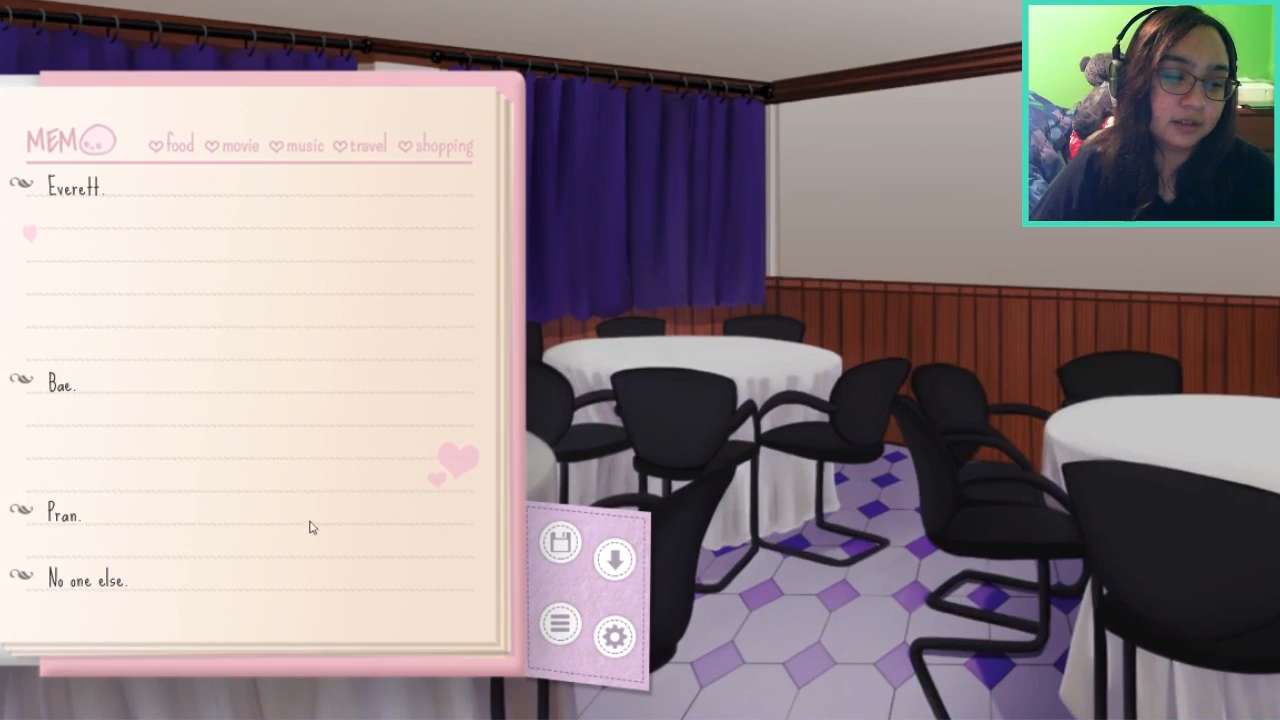 MEMO
food movie music travel shopping
Everett.
Bae.
Pran.
No one else.